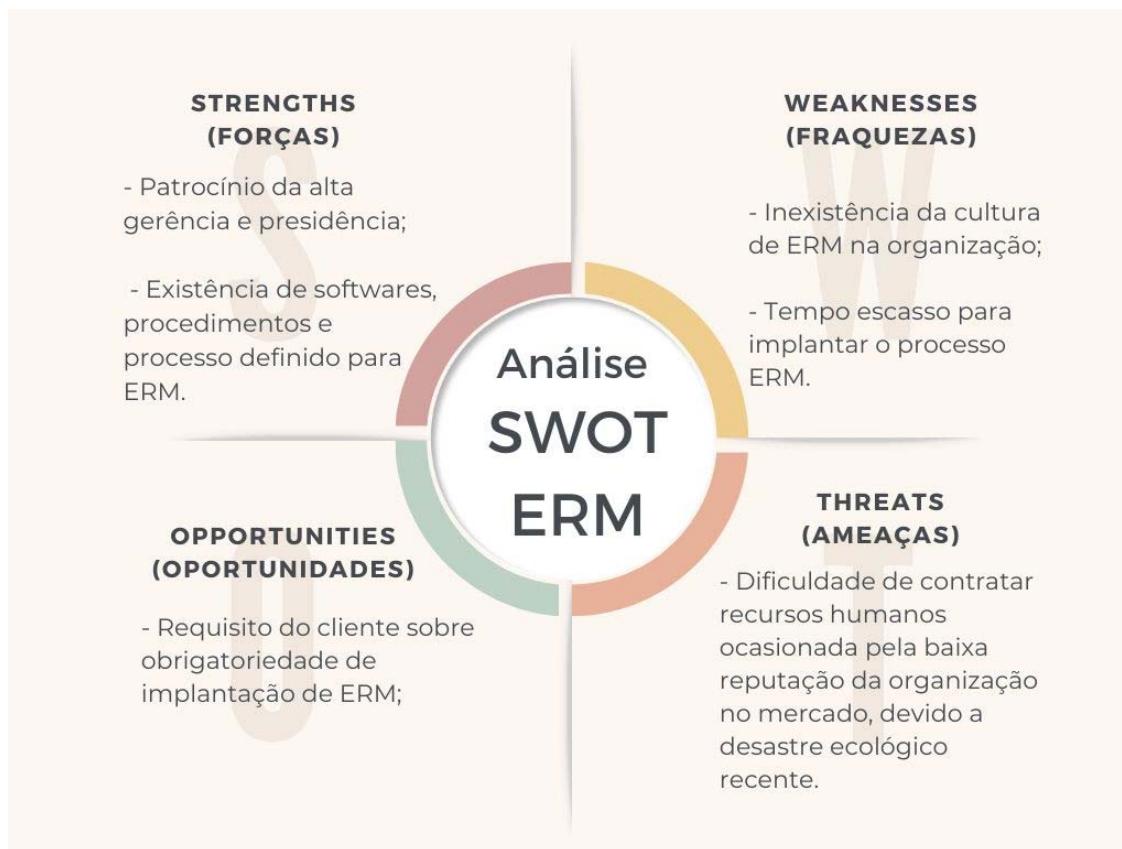 STRENGTHS
(FORÇAS)
- Patrocínio da alta
gerência e presidência;
- Existência de softwares,
procedimentos e
processo definido para
ERM.
WEAKNESSES
(FRAQUEZAS)
- Inexistência da cultura
de ERM na organização;
- Tempo escasso para
implantar o processo
ERM.
Análise
SWOT
ERM
OPPORTUNITIES
(OPORTUNIDADES)
- Requisito do cliente sobre
obrigatoriedade de
implantação de ERM;
THREATS
(AMEAÇAS)
- Dificuldade de contratar
recursos humanos
ocasionada pela baixa
reputação da organização
no mercado, devido a
desastre ecológico
recente.
S
W
O
T